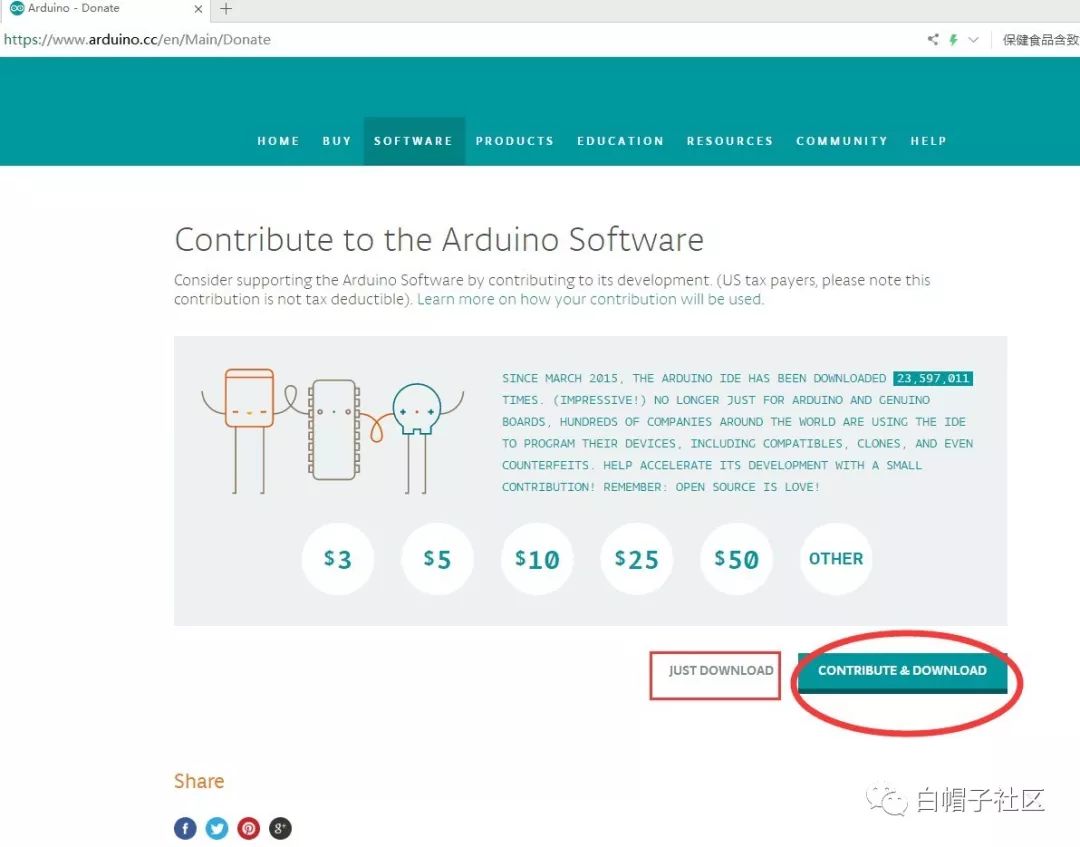 Arduino - Donate
https://www.arduino.cc/en/Main/Donate
保健食品含致
HOME BUY SOFTWARE PRODUCTS EDUCATION RESOURCES COMMUNITY HELP
Contribute to the Arduino Software
Consider supporting the Arduino Software by contributing to its development. (US tax payers, please note this
contribution is not tax deductible). Learn more on how your contribution will be used.
SINCE MARCH 2015, THE ARDUINO IDE HAS BEEN DOWNLOADED 23,597,011
TIMES. (IMPRESSIVE!) NO LONGER JUST FOR ARDUINO AND GENUINO
BOARDS, HUNDREDS OF COMPANIES AROUND THE WORLD ARE USING THE IDE
TO PROGRAM THEIR DEVICES, INCLUDING COMPATIBLES, CLONES, AND EVEN
COUNTERFEITS. HELP ACCELERATE ITS DEVELOPMENT WITH A SMALL
CONTRIBUTION! REMEMBER: OPEN SOURCE IS LOVE!
$3 $5 $10 $25 $50 OTHER
JUST DOWNLOAD CONTRIBUTE & DOWNLOAD
Share
白帽子社区